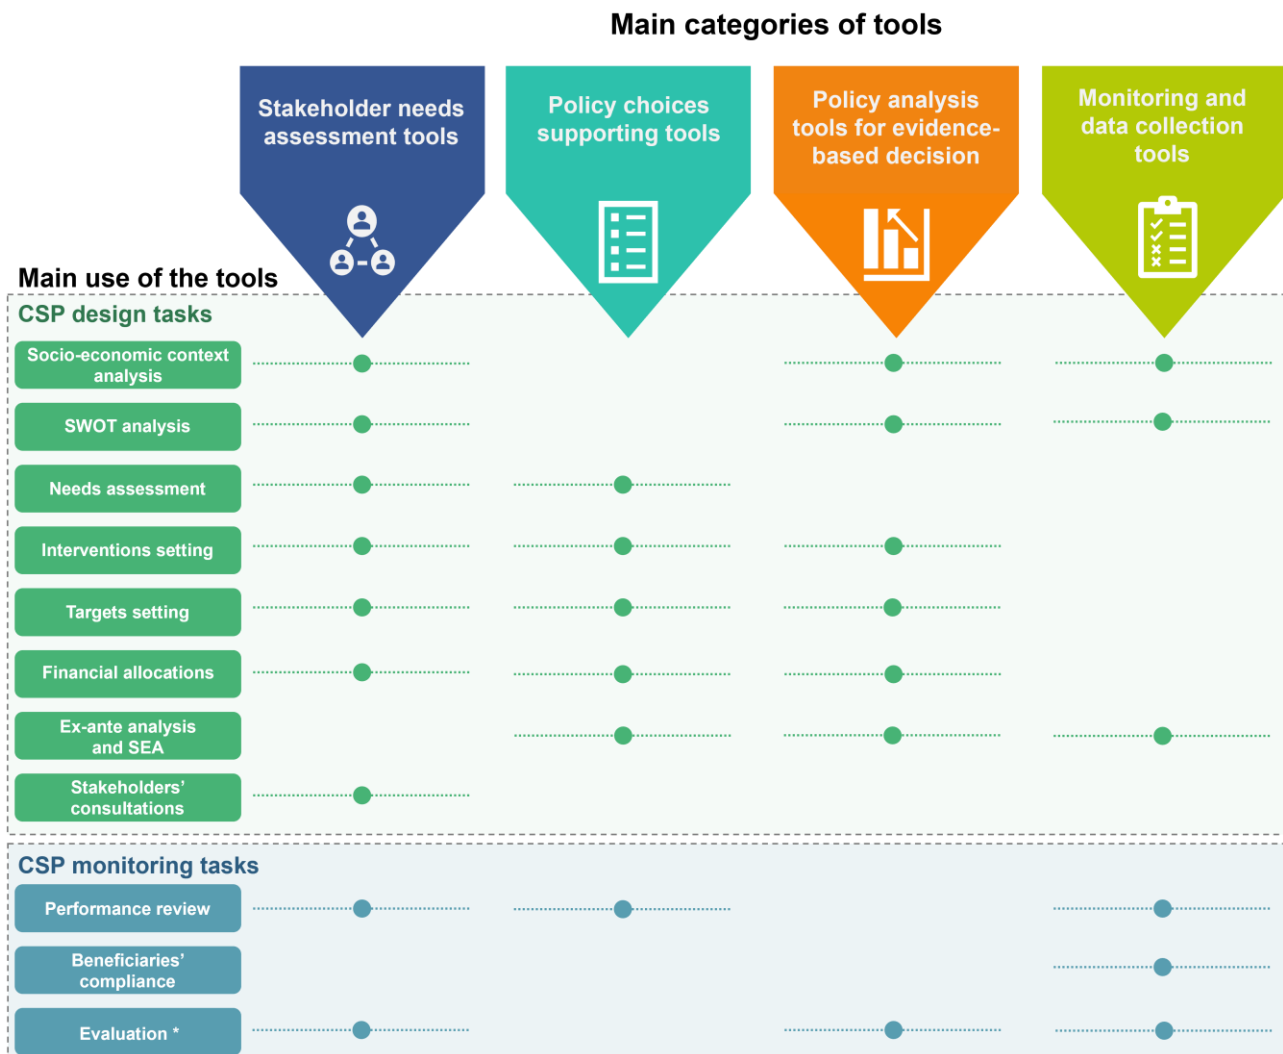 Main categories of tools
Stakeholder needs
assessment tools
Policy choices
supporting tools
Policy analysis
tools for evidence-
based decision
Monitoring and
data collection
tools
Main use of the tools
CSP design tasks
Socio-economic context
analysis
SWOT analysis
Needs assessment
Interventions setting
Targets setting
Financial allocations
Ex-ante analysis
and SEA
Stakeholders’
consultations
CSP monitoring tasks
Performance review
Beneficiaries’
compliance
Evaluation *